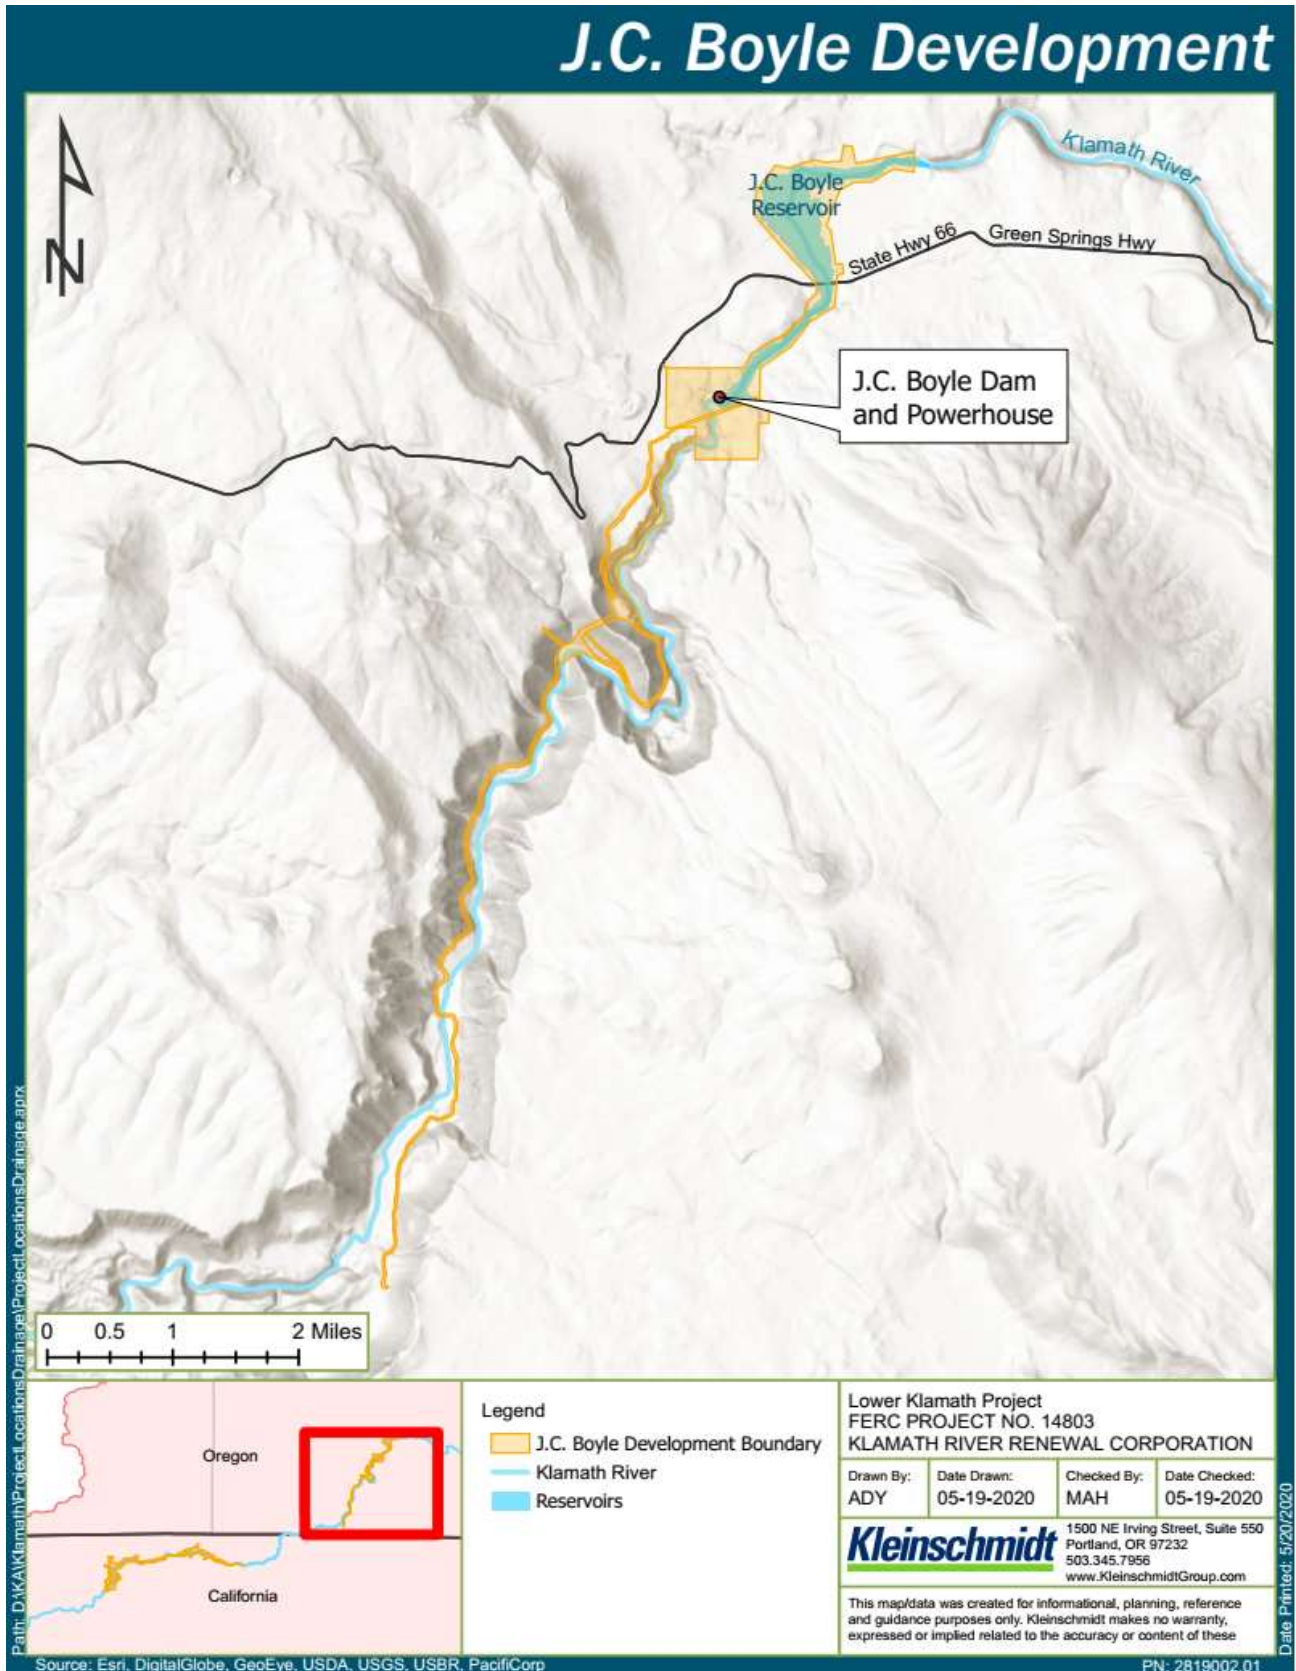 J.C. Boyle Development
Klamath River
J.C. Boyle
Reservoir
State Hwy 66
Green Springs Hwy
N
J.C. Boyle Dam
and Powerhouse
0 0.5 1 2 Miles
Oregon
California
Legend
J.C. Boyle Development Boundary
Klamath River
Reservoirs
Lower Klamath Project
FERC PROJECT NO. 14803
KLAMATH RIVER RENEWAL CORPORATION
Drawn By: Date Drawn: Checked By: Date Checked:
ADY 05-19-2020 MAH 05-19-2020
Kleinschmidt
1500 NE Irving Street, Suite 550
Portland, OR 97232
503.345.7956
www.KleinschmidtGroup.com
This map/data was created for informational, planning, reference
and guidance purposes only. Kleinschmidt makes no warranty,
expressed or implied related to the accuracy or content of these
Path: D:\KA\Klamath\ProjectLocationsDrainage\ProjectLocationsDrainage.aprx
Date Printed: 5/20/2020
Source: Esri, DigitalGlobe, GeoEye, USDA, USGS, USBR, PacifiCorp
PN: 2819002.01